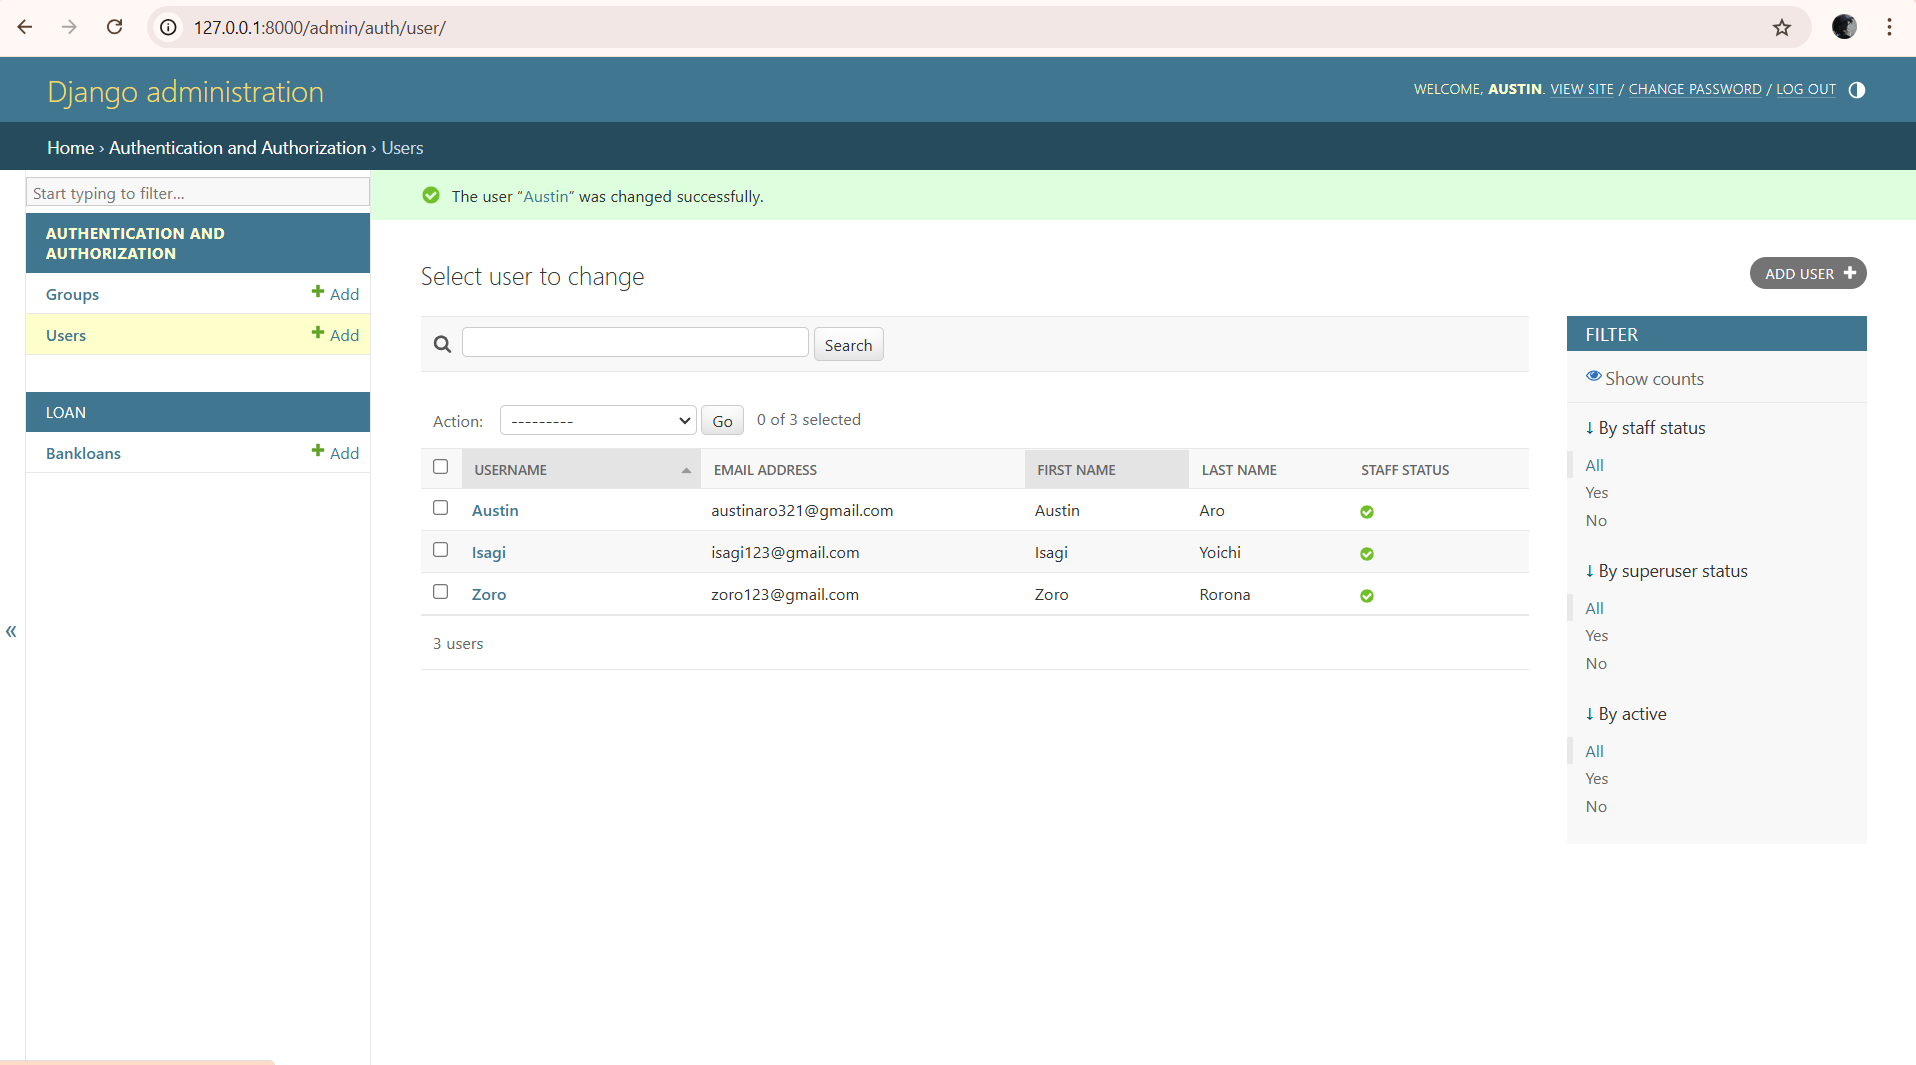 127.0.0.1:8000/admin/auth/user/
Django administration
WELCOME, AUSTIN. VIEW SITE / CHANGE PASSWORD / LOG OUT
Home › Authentication and Authorization › Users
Start typing to filter...
AUTHENTICATION AND
AUTHORIZATION
Groups + Add
Users + Add
LOAN
Bankloans + Add
«
The user “Austin” was changed successfully.
Select user to change
ADD USER +
Search
Action: --------- Go 0 of 3 selected
USERNAME EMAIL ADDRESS FIRST NAME LAST NAME STAFF STATUS
Austin austinaro321@gmail.com Austin Aro
Isagi isagi123@gmail.com Isagi Yoichi
Zoro zoro123@gmail.com Zoro Rorona
3 users
FILTER
Show counts
↓ By staff status
All
Yes
No
↓ By superuser status
All
Yes
No
↓ By active
All
Yes
No